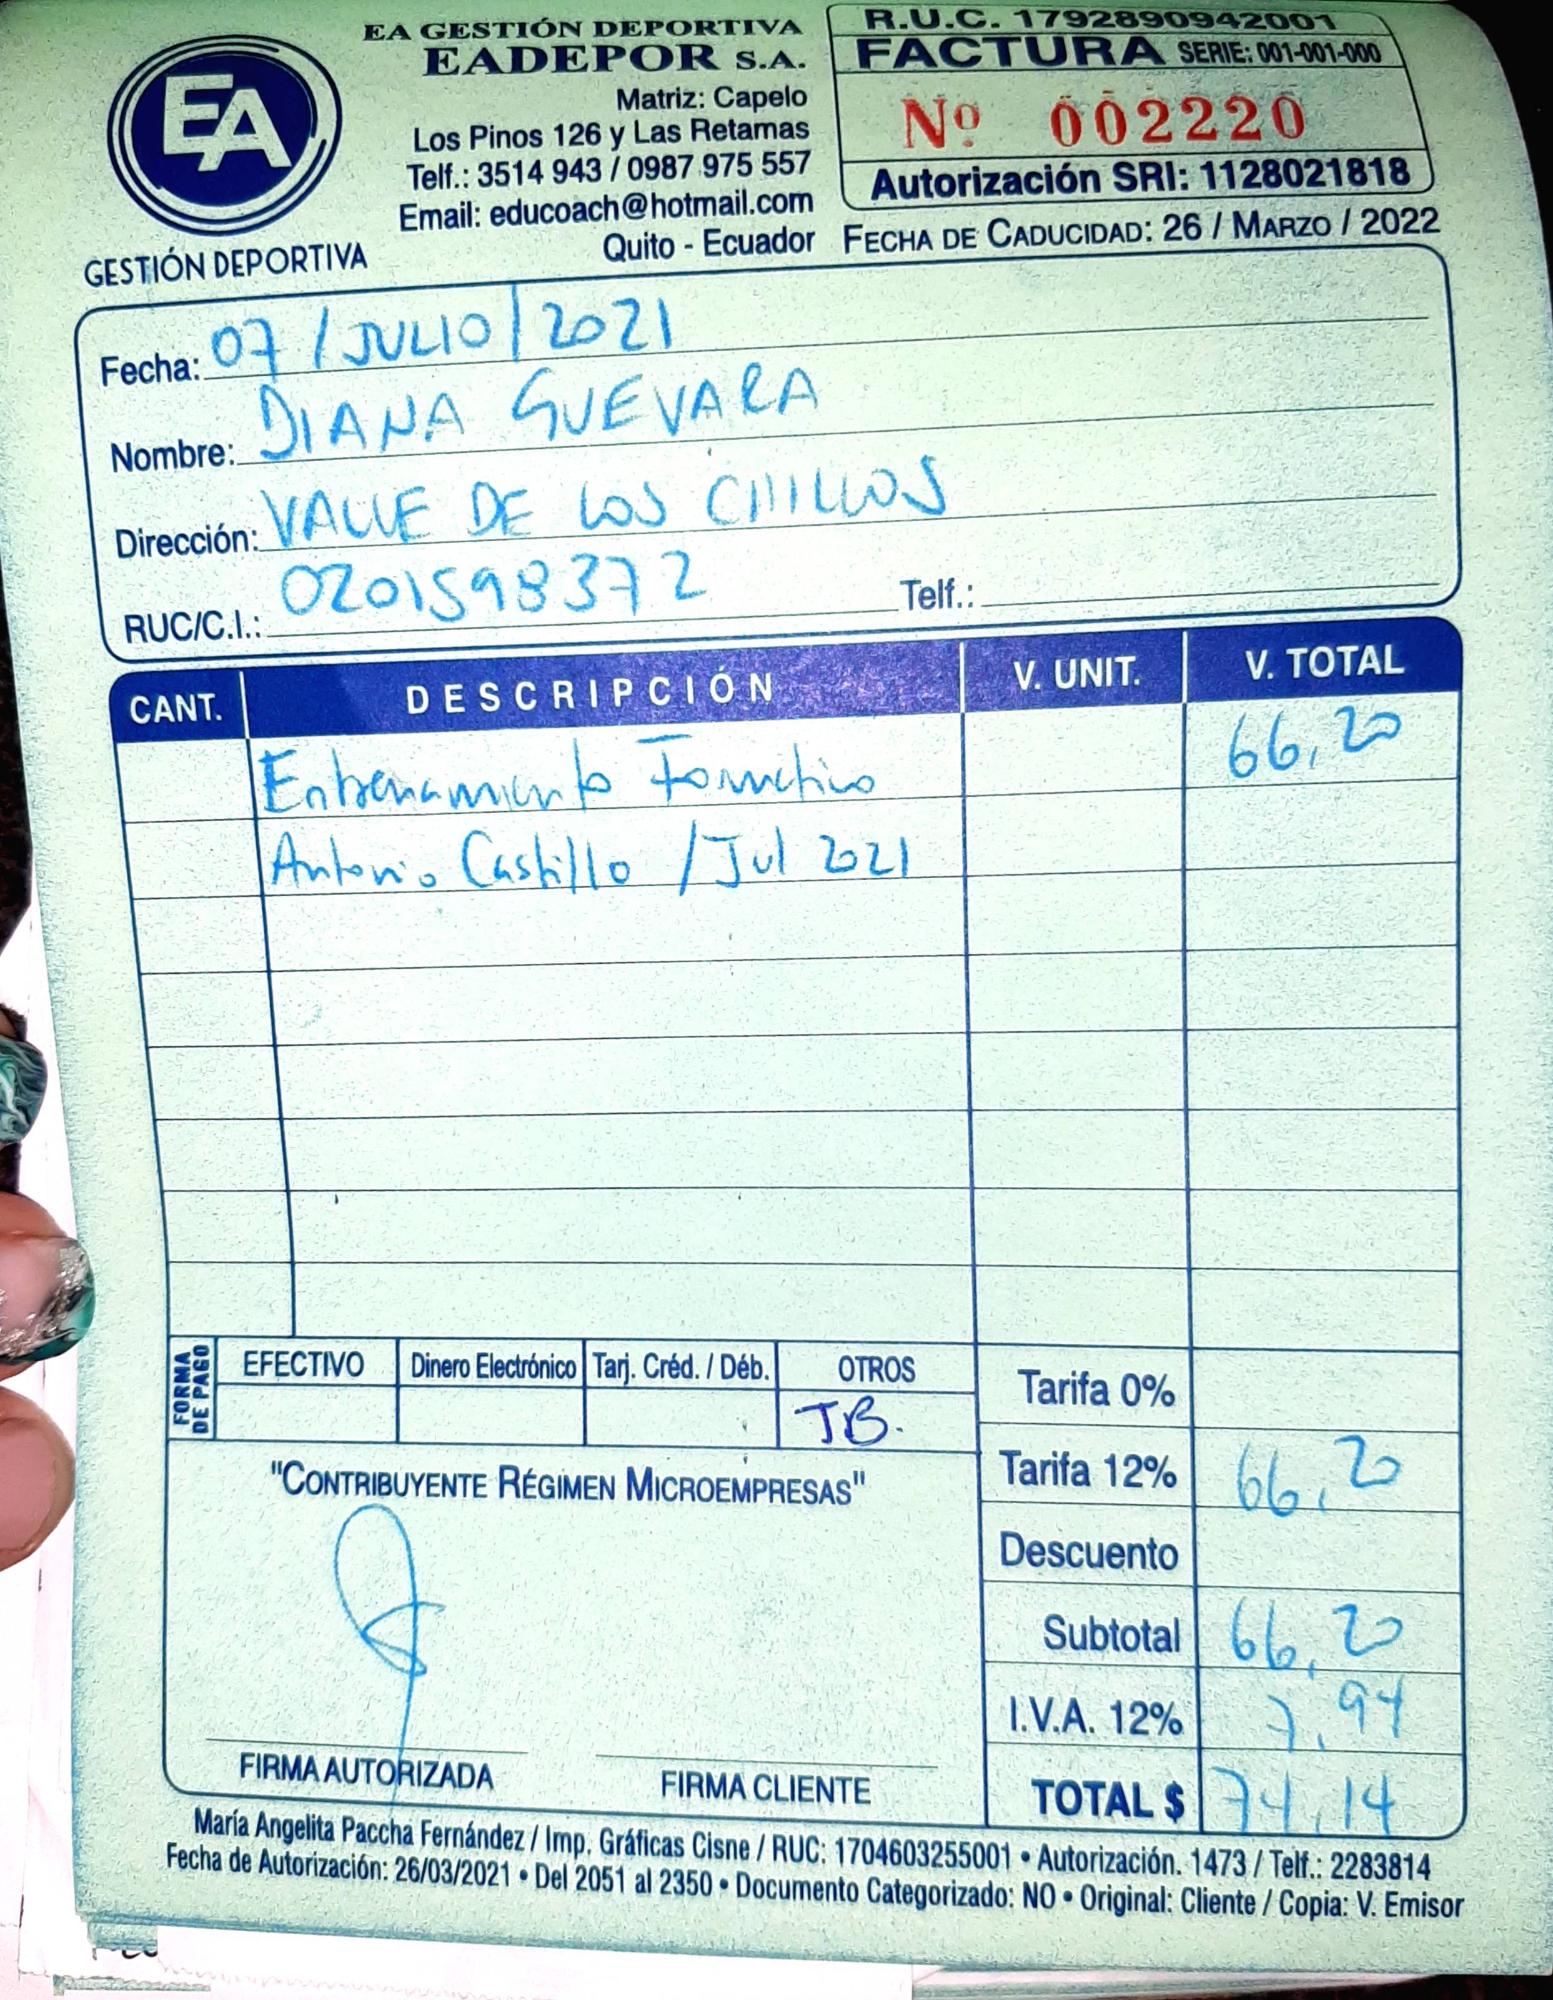 EA
GESTIÓN DEPORTIVA
EA GESTIÓN DEPORTIVA
EADEPOR S.A.
Matriz: Capelo
Los Pinos 126 y Las Retamas
Telf.: 3514 943 / 0987 975 557
Email: educoach@hotmail.com
Quito - Ecuador
R.U.C. 1792890942001
FACTURA SERIE: 001-001-000
Nº 002220
Autorización SRI: 1128021818
FECHA DE CADUCIDAD: 26 / MARZO / 2022
Fecha: 07 / JULIO / 2021
Nombre: DIANA GUEVARA
Dirección: VALLE DE LOS CHILLOS
RUC/C.I.: 0201598372 Telf.:
CANT. DESCRIPCIÓN V. UNIT. V. TOTAL
Entrenamiento Formativo 66,20
Antonio Castillo / Jul 2021
FORMA DE PAGO
EFECTIVO Dinero Electrónico Tarj. Créd. / Déb. OTROS
TB.
"CONTRIBUYENTE RÉGIMEN MICROEMPRESAS"
Tarifa 0%
Tarifa 12% 66,20
Descuento
Subtotal 66,20
I.V.A. 12% 7,94
TOTAL $ 74,14
FIRMA AUTORIZADA FIRMA CLIENTE
María Angelita Paccha Fernández / Imp. Gráficas Cisne / RUC: 1704603255001 • Autorización. 1473 / Telf.: 2283814
Fecha de Autorización: 26/03/2021 • Del 2051 al 2350 • Documento Categorizado: NO • Original: Cliente / Copia: V. Emisor